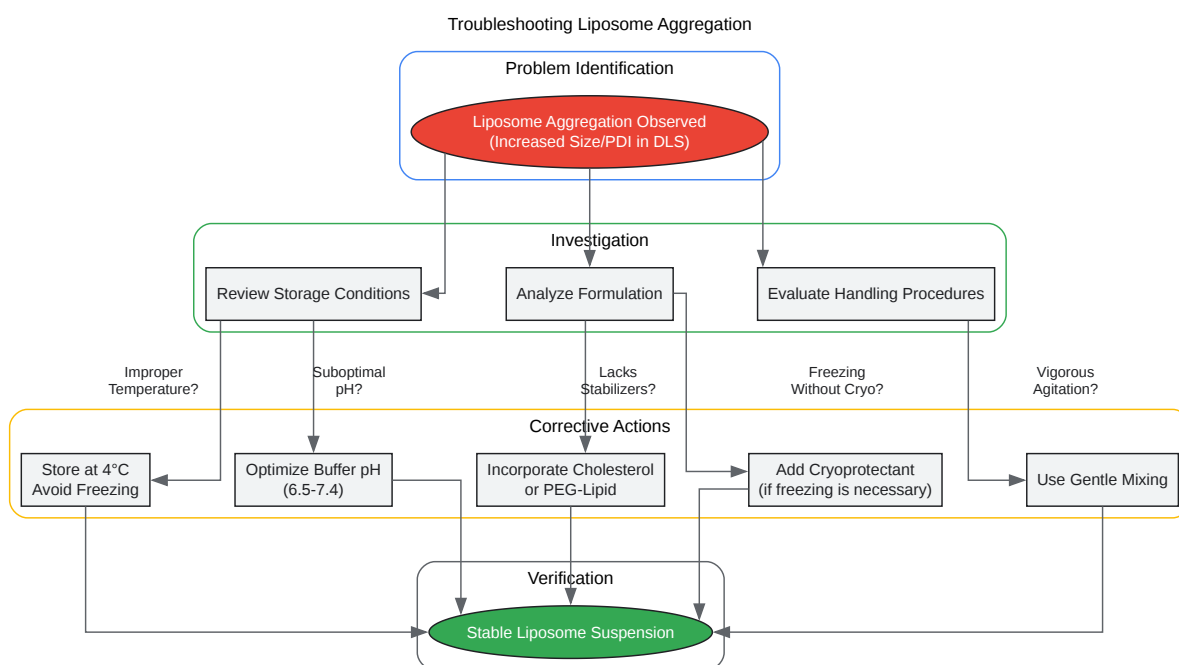 Troubleshooting Liposome Aggregation
Problem Identification
Liposome Aggregation Observed
(Increased Size/PDI in DLS)
Investigation
Review Storage Conditions
Analyze Formulation
Evaluate Handling Procedures
Improper
Temperature?
Suboptimal
pH?
Lacks
Stabilizers?
Freezing
Without Cryo?
Vigorous
Agitation?
Corrective Actions
Store at 4°C
Avoid Freezing
Optimize Buffer pH
(6.5-7.4)
Incorporate Cholesterol
or PEG-Lipid
Add Cryoprotectant
(if freezing is necessary)
Use Gentle Mixing
Verification
Stable Liposome Suspension